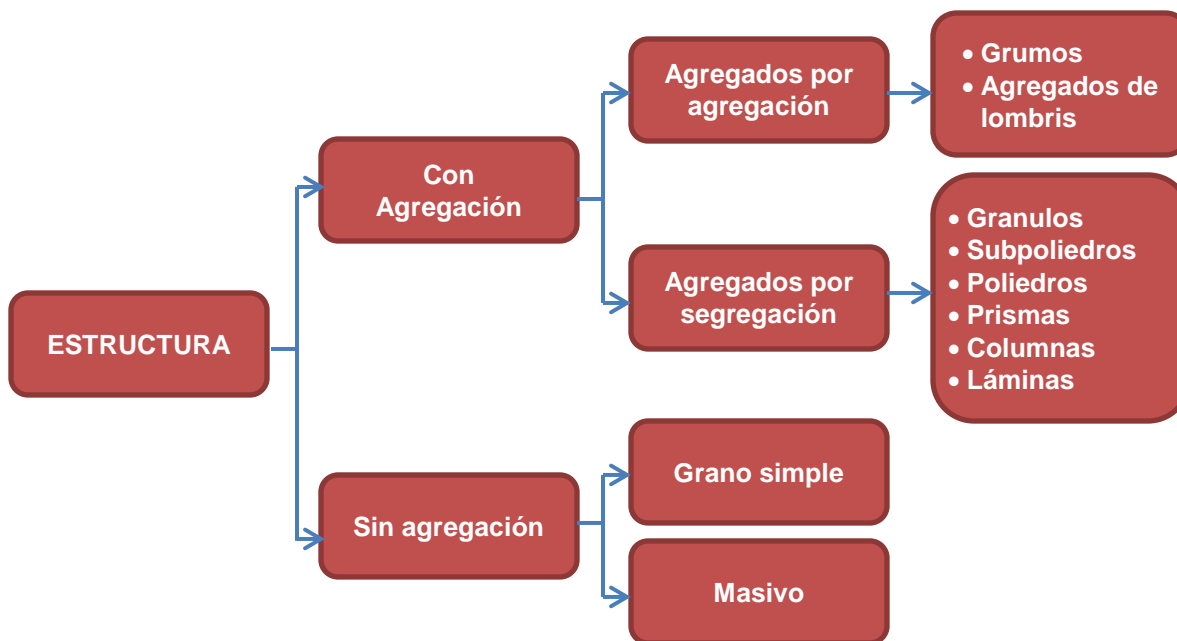 Agregados por
agregación
• Grumos
• Agregados de
lombris
Con
Agregación
Agregados por
segregación
• Granulos
• Subpoliedros
• Poliedros
• Prismas
• Columnas
• Láminas
ESTRUCTURA
Grano simple
Sin agregación
Masivo